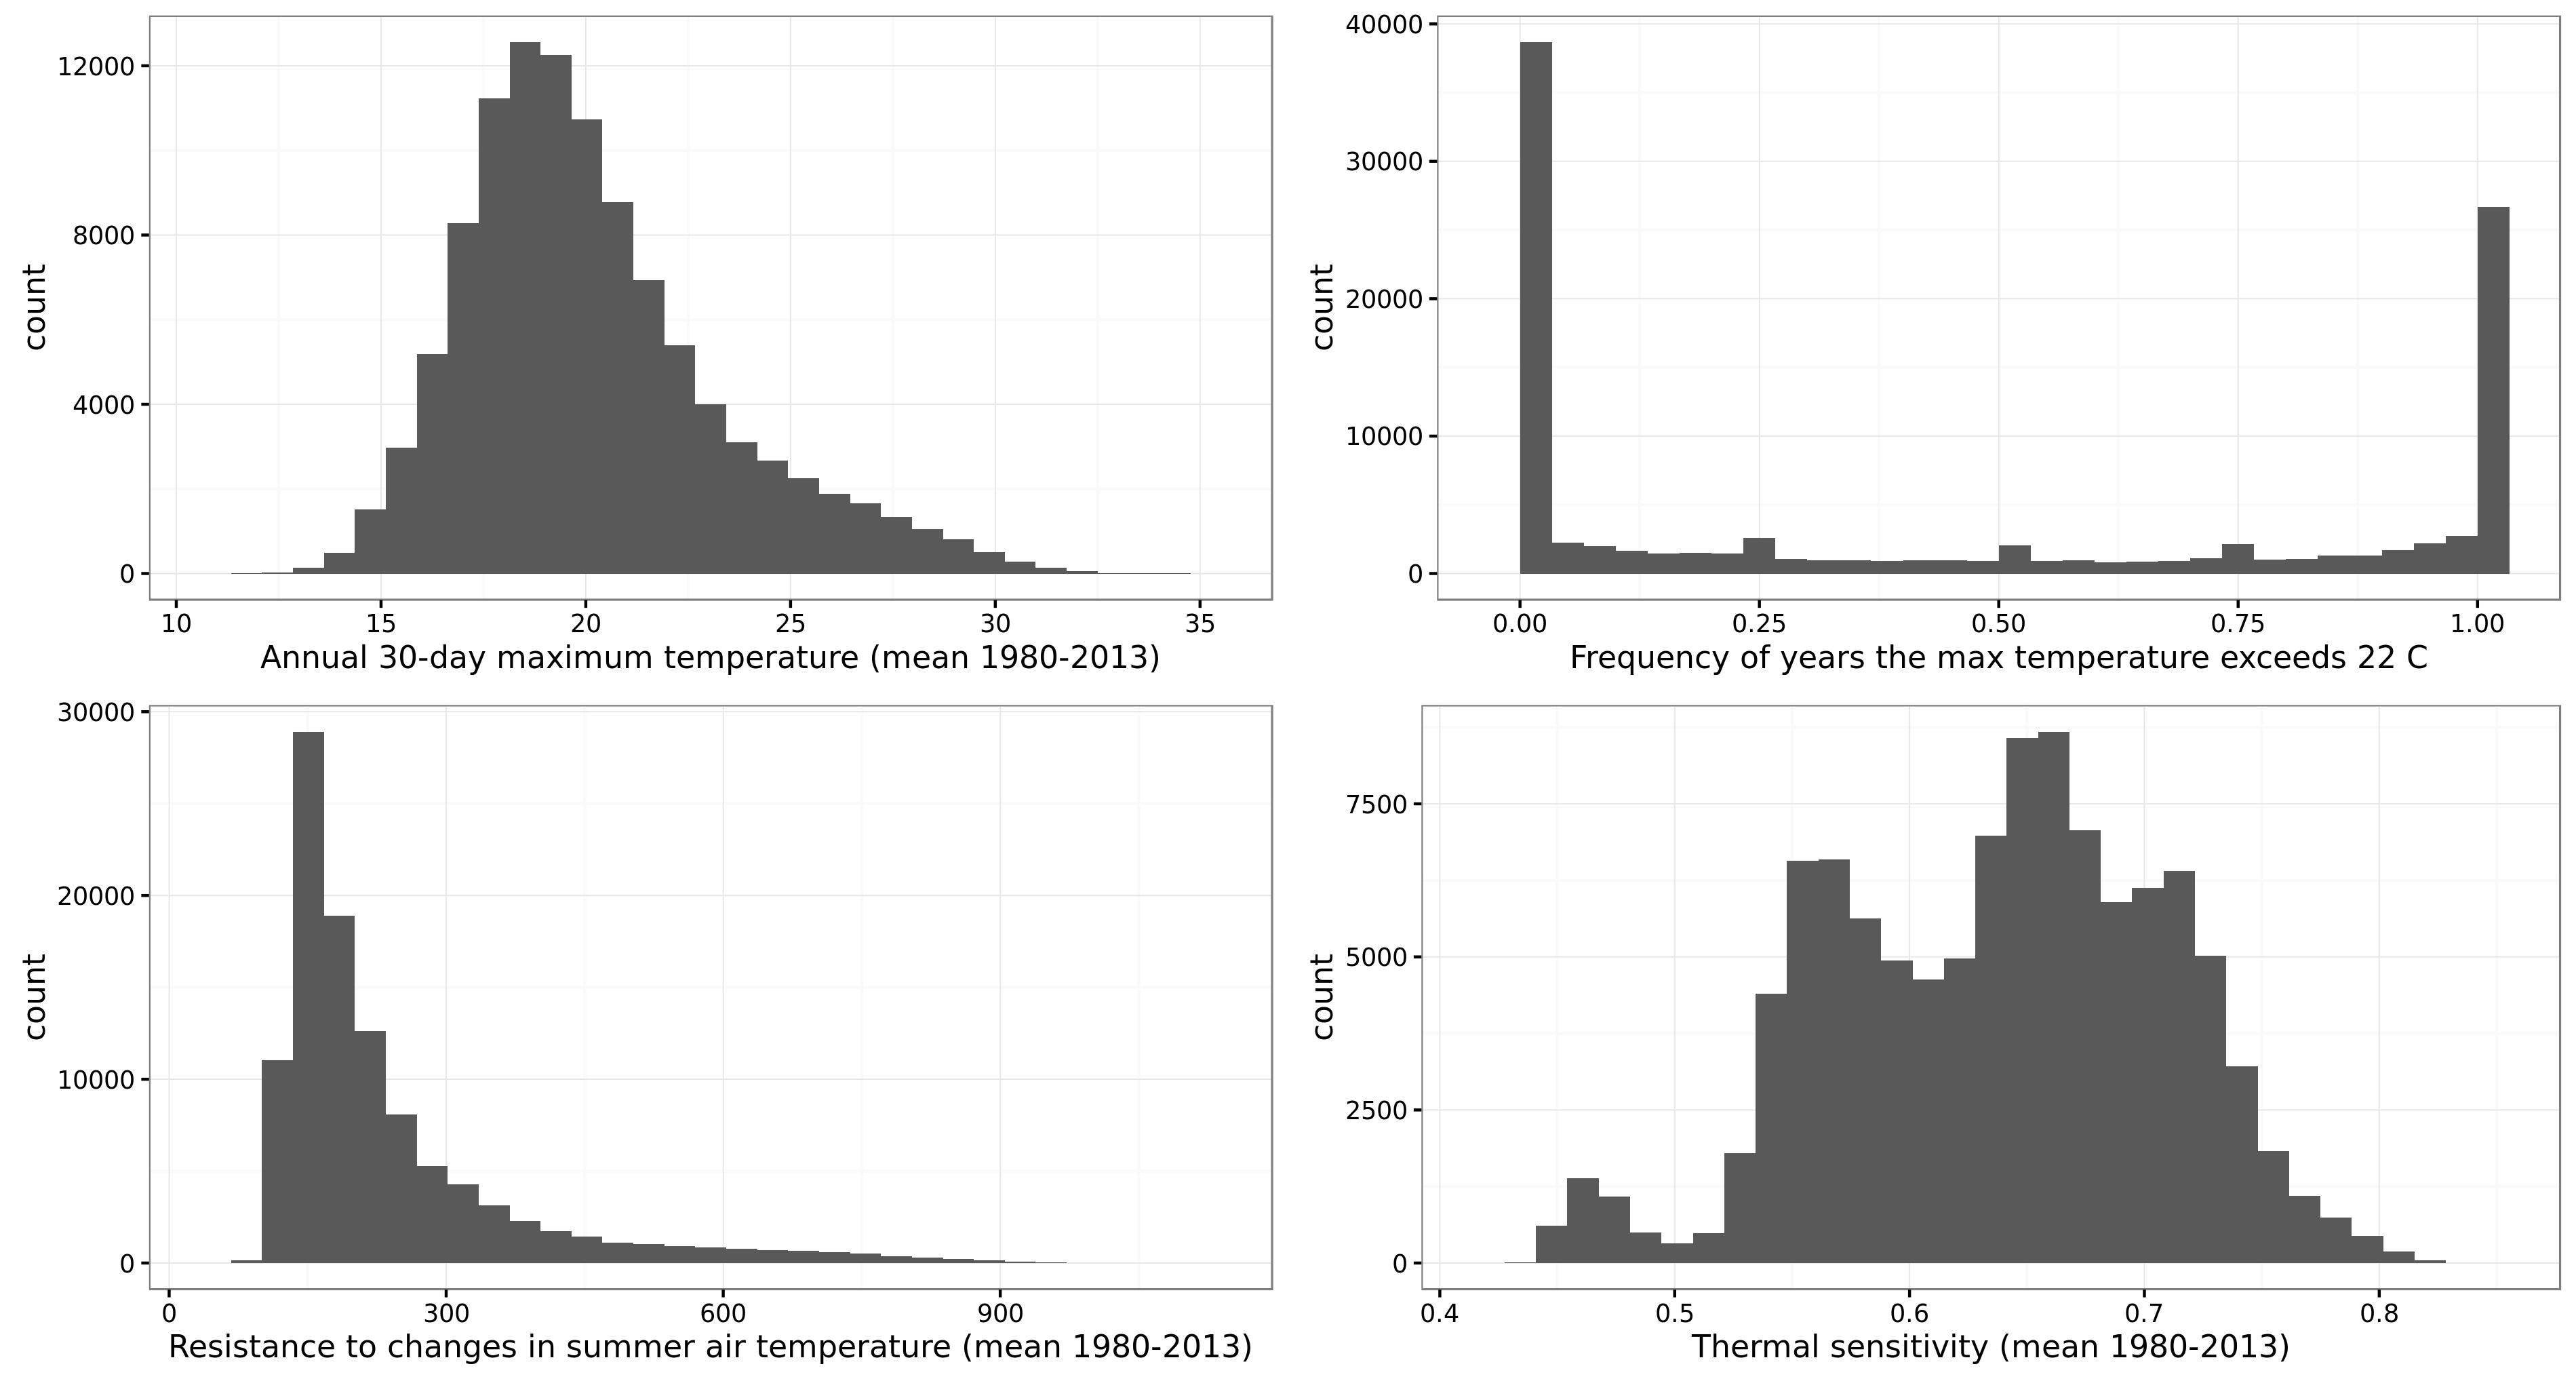 12000
8000
4000
0
count
10 15 20 25 30 35
Annual 30-day maximum temperature (mean 1980-2013)
40000
30000
20000
10000
0
count
0.00 0.25 0.50 0.75 1.00
Frequency of years the max temperature exceeds 22 C
30000
20000
10000
0
count
0 300 600 900
Resistance to changes in summer air temperature (mean 1980-2013)
7500
5000
2500
0
count
0.4 0.5 0.6 0.7 0.8
Thermal sensitivity (mean 1980-2013)